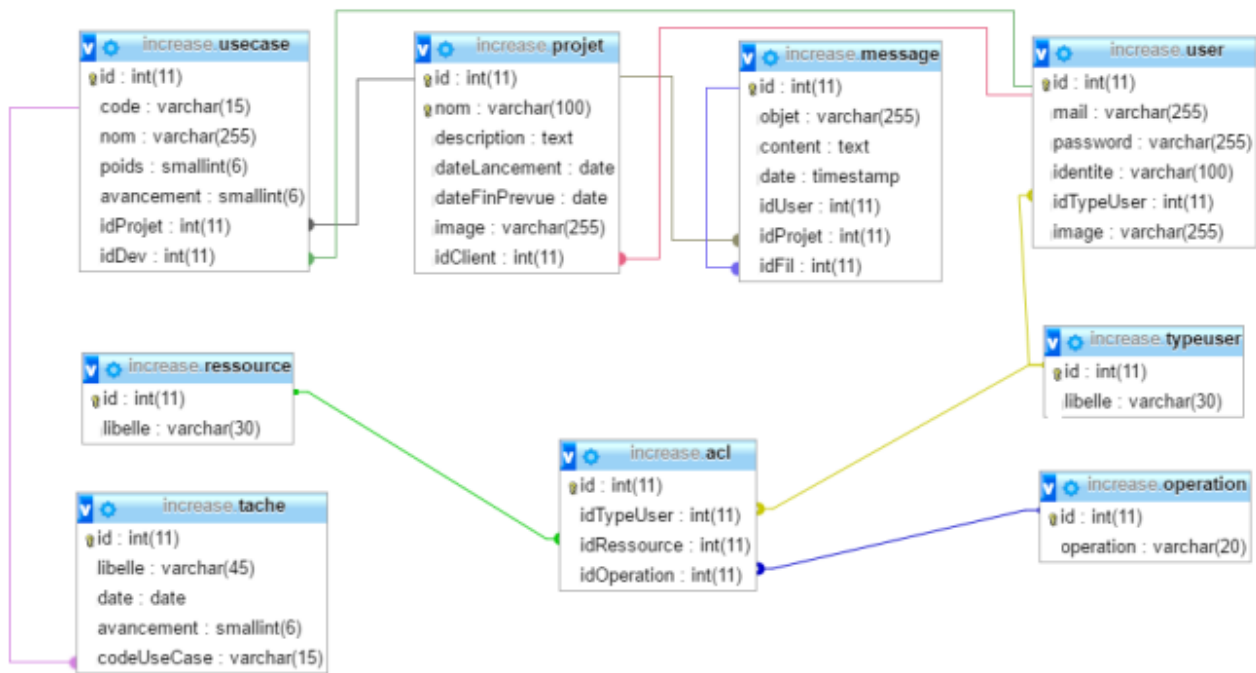 v increase.usecase
id : int(11)
code : varchar(15)
nom : varchar(255)
poids : smallint(6)
avancement : smallint(6)
idProjet : int(11)
idDev : int(11)
v increase.projet
id : int(11)
nom : varchar(100)
description : text
dateLancement : date
dateFinPrevue : date
image : varchar(255)
idClient : int(11)
v increase.message
id : int(11)
objet : varchar(255)
content : text
date : timestamp
idUser : int(11)
idProjet : int(11)
idFil : int(11)
v increase.user
id : int(11)
mail : varchar(255)
password : varchar(255)
identite : varchar(100)
idTypeUser : int(11)
image : varchar(255)
v increase.ressource
id : int(11)
libelle : varchar(30)
v increase.typeuser
id : int(11)
libelle : varchar(30)
v increase.acl
id : int(11)
idTypeUser : int(11)
idRessource : int(11)
idOperation : int(11)
v increase.operation
id : int(11)
operation : varchar(20)
v increase.tache
id : int(11)
libelle : varchar(45)
date : date
avancement : smallint(6)
codeUseCase : varchar(15)